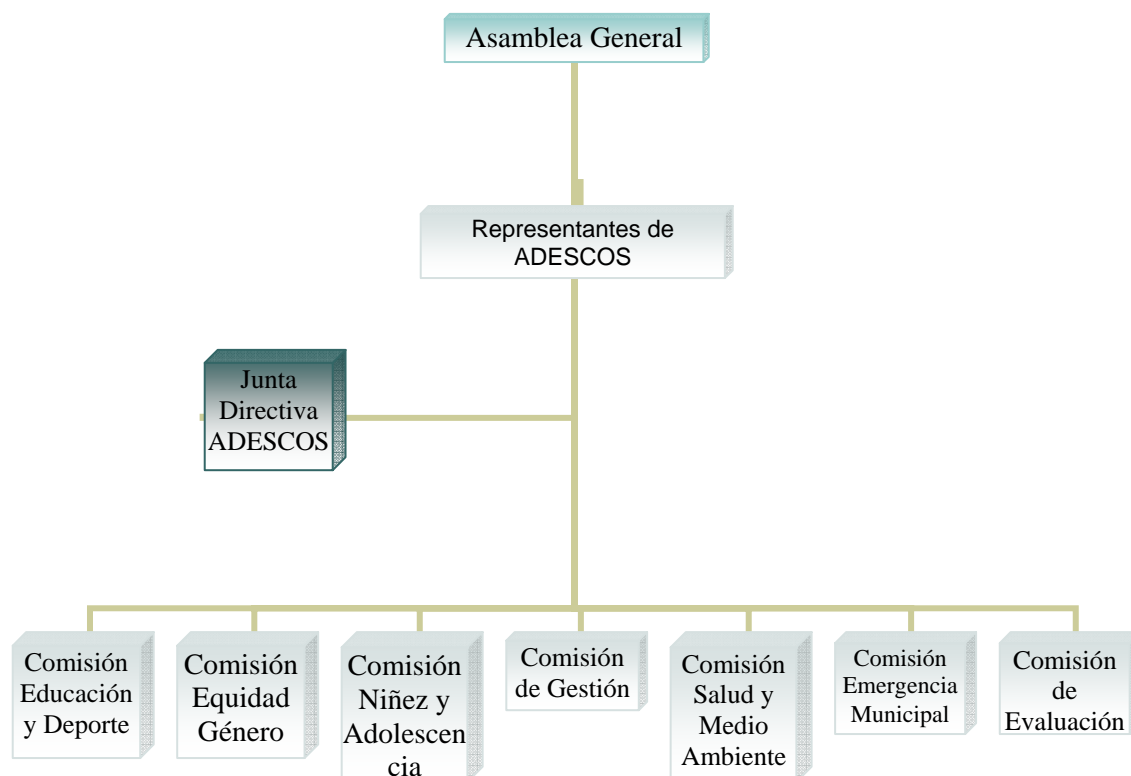 Asamblea General
Representantes de
ADESCOS
Junta
Directiva
ADESCOS
Comisión
Educación
y Deporte
Comisión
Equidad
Género
Comisión
Niñez y
Adolescen
cia
Comisión
de Gestión
Comisión
Salud y
Medio
Ambiente
Comisión
Emergencia
Municipal
Comisión
de
Evaluación